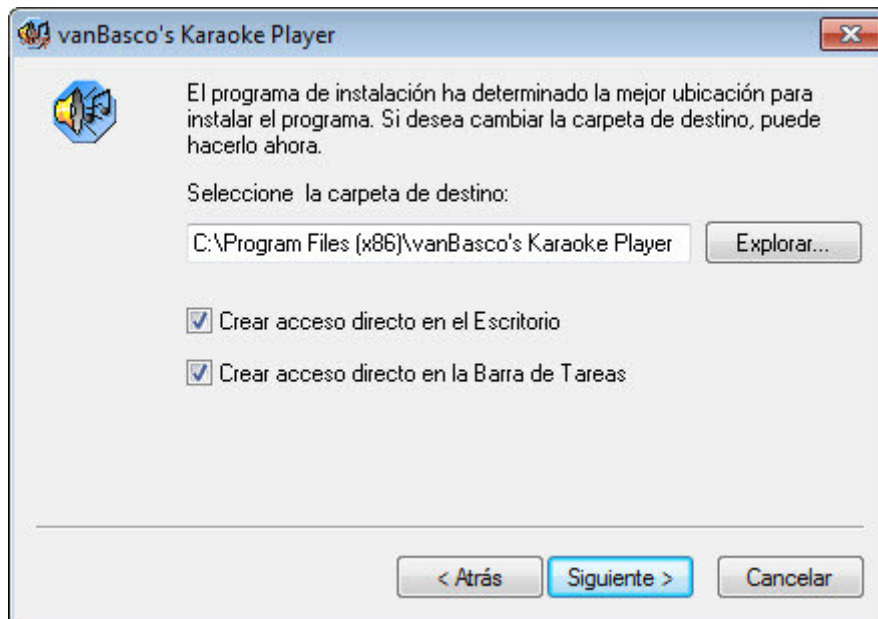 vanBasco's Karaoke Player
El programa de instalación ha determinado la mejor ubicación para
instalar el programa. Si desea cambiar la carpeta de destino, puede
hacerlo ahora.
Seleccione la carpeta de destino:
C:\Program Files (x86)\vanBasco's Karaoke Player
Explorar...
Crear acceso directo en el Escritorio
Crear acceso directo en la Barra de Tareas
< Atrás
Siguiente >
Cancelar